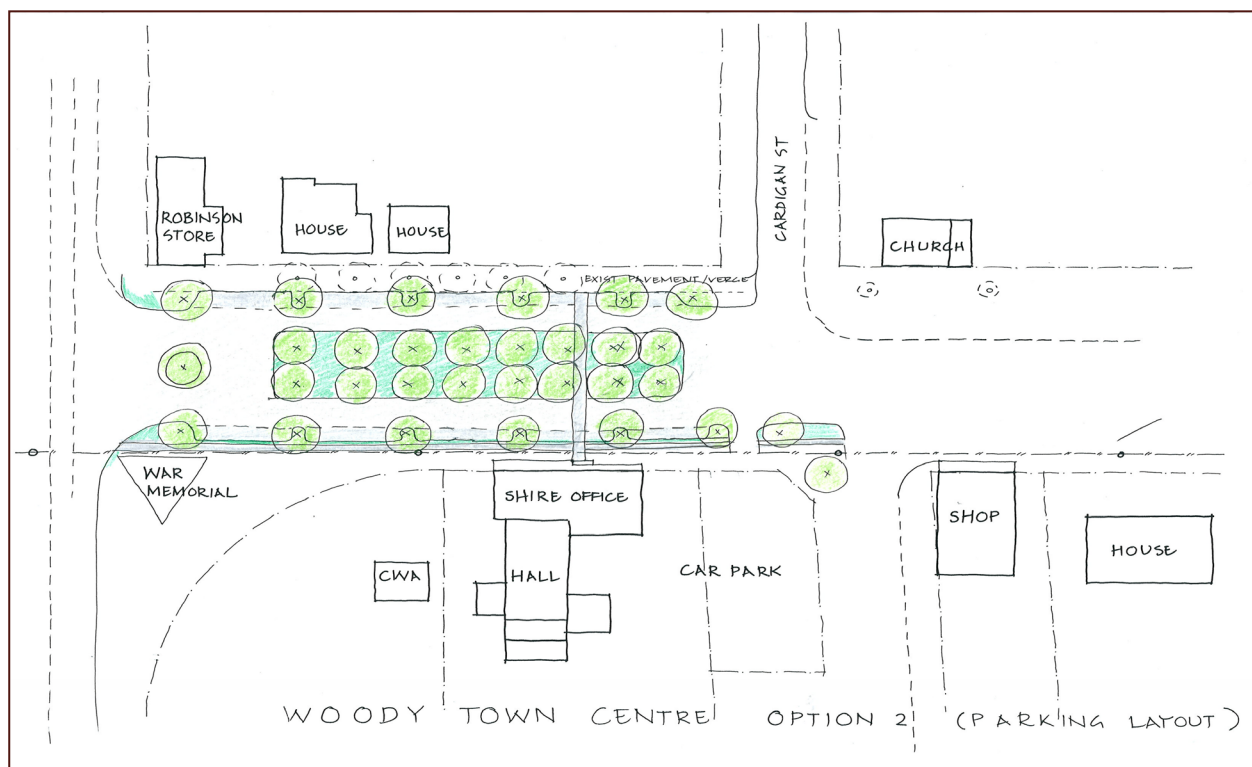 CARDIGAN ST
ROBINSON
STORE
HOUSE
HOUSE
CHURCH
EXIST PAVEMENT/VERGE
WAR
MEMORIAL
SHIRE OFFICE
SHOP
HOUSE
CWA
HALL
CAR PARK
WOODY TOWN CENTRE OPTION 2 (PARKING LAYOUT)